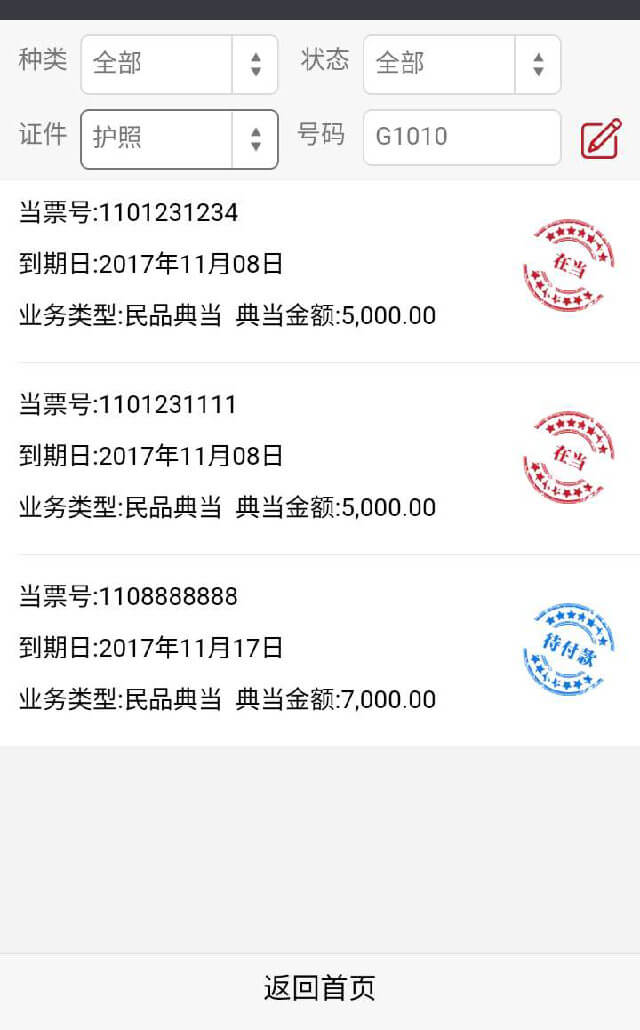 种类 全部 状态 全部
证件 护照 号码 G1010
当票号:1101231234
到期日:2017年11月08日
在当
业务类型:民品典当 典当金额:5,000.00
当票号:1101231111
到期日:2017年11月08日
在当
业务类型:民品典当 典当金额:5,000.00
当票号:1108888888
到期日:2017年11月17日
待付款
业务类型:民品典当 典当金额:7,000.00
返回首页